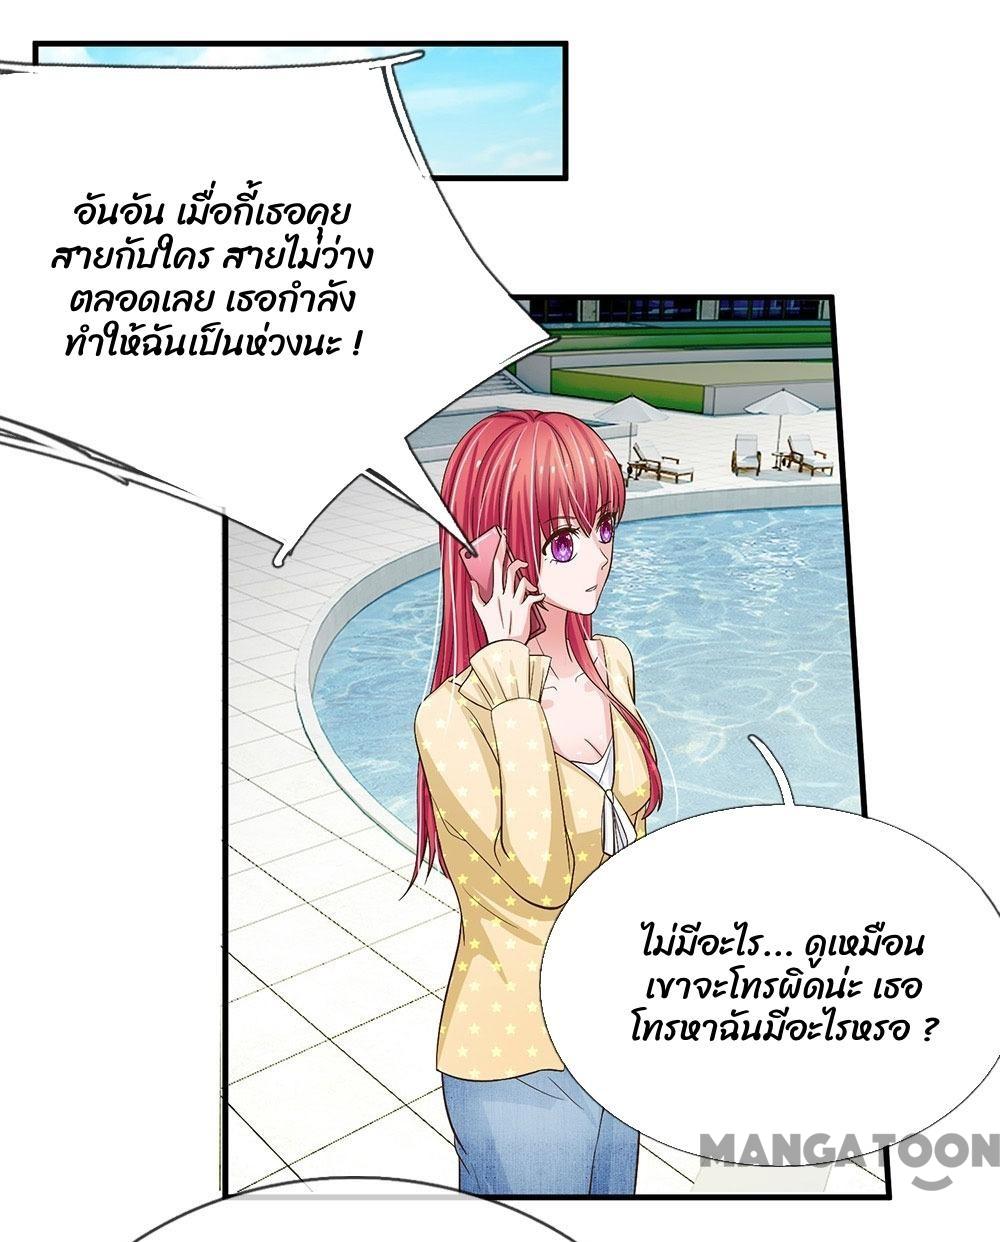 อันอัน เมื่อกี้เธอคุย
สายกับใคร สายไม่ว่าง
ตลอดเลย เธอกำลัง
ทำให้ฉันเป็นห่วงนะ !
ไม่มีอะไร... ดูเหมือน
เขาจะโทรผิดน่ะ เธอ
โทรหาฉันมีอะไรหรอ ?
MANGATOON